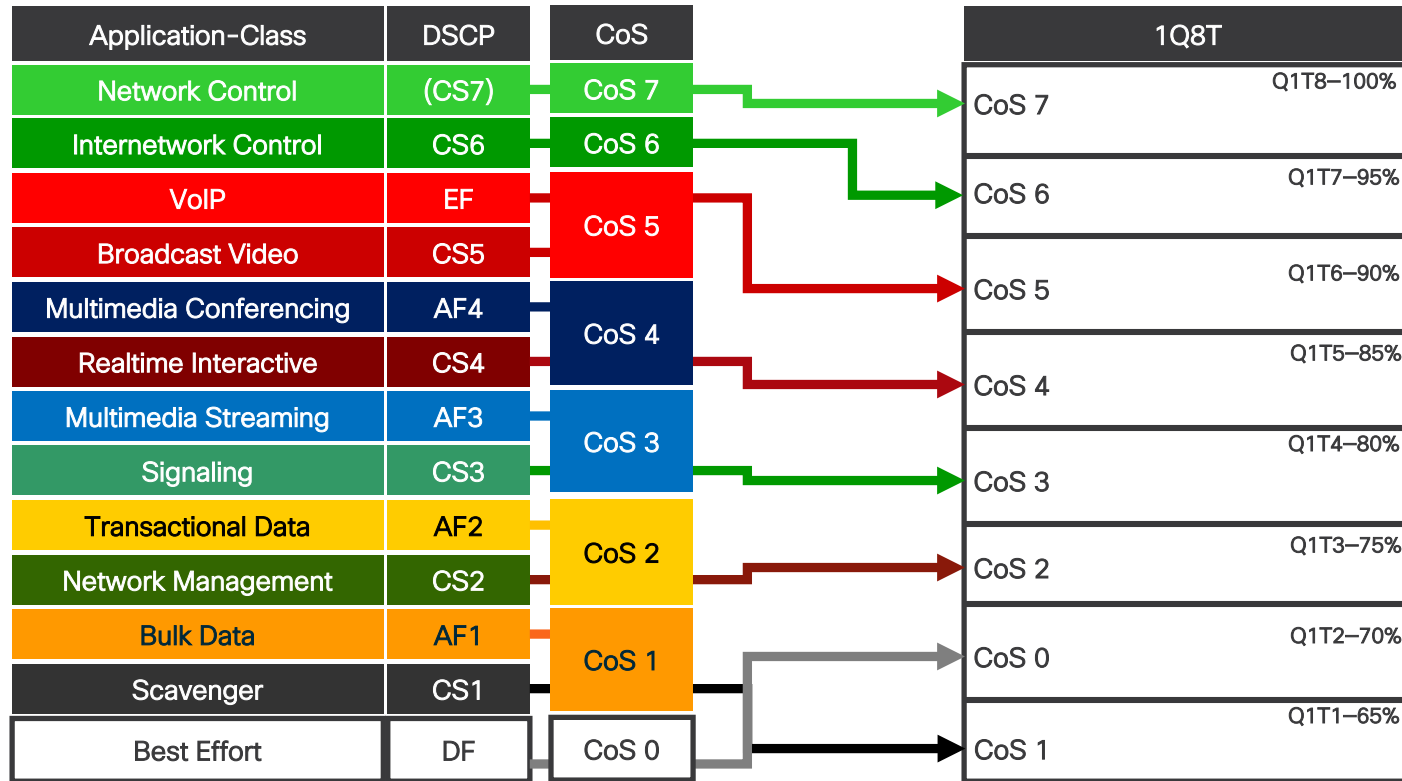 Application-Class DSCP CoS 1Q8T
Network Control (CS7) CoS 7 CoS 7 Q1T8–100%
Internetwork Control CS6 CoS 6 CoS 6 Q1T7–95%
VoIP EF CoS 5 CoS 5 Q1T6–90%
Broadcast Video CS5
Multimedia Conferencing AF4 CoS 4 CoS 4 Q1T5–85%
Realtime Interactive CS4
Multimedia Streaming AF3 CoS 3 CoS 3 Q1T4–80%
Signaling CS3
Transactional Data AF2 CoS 2 CoS 2 Q1T3–75%
Network Management CS2
Bulk Data AF1 CoS 1 CoS 0 Q1T2–70%
Scavenger CS1
Best Effort DF CoS 0 CoS 1 Q1T1–65%